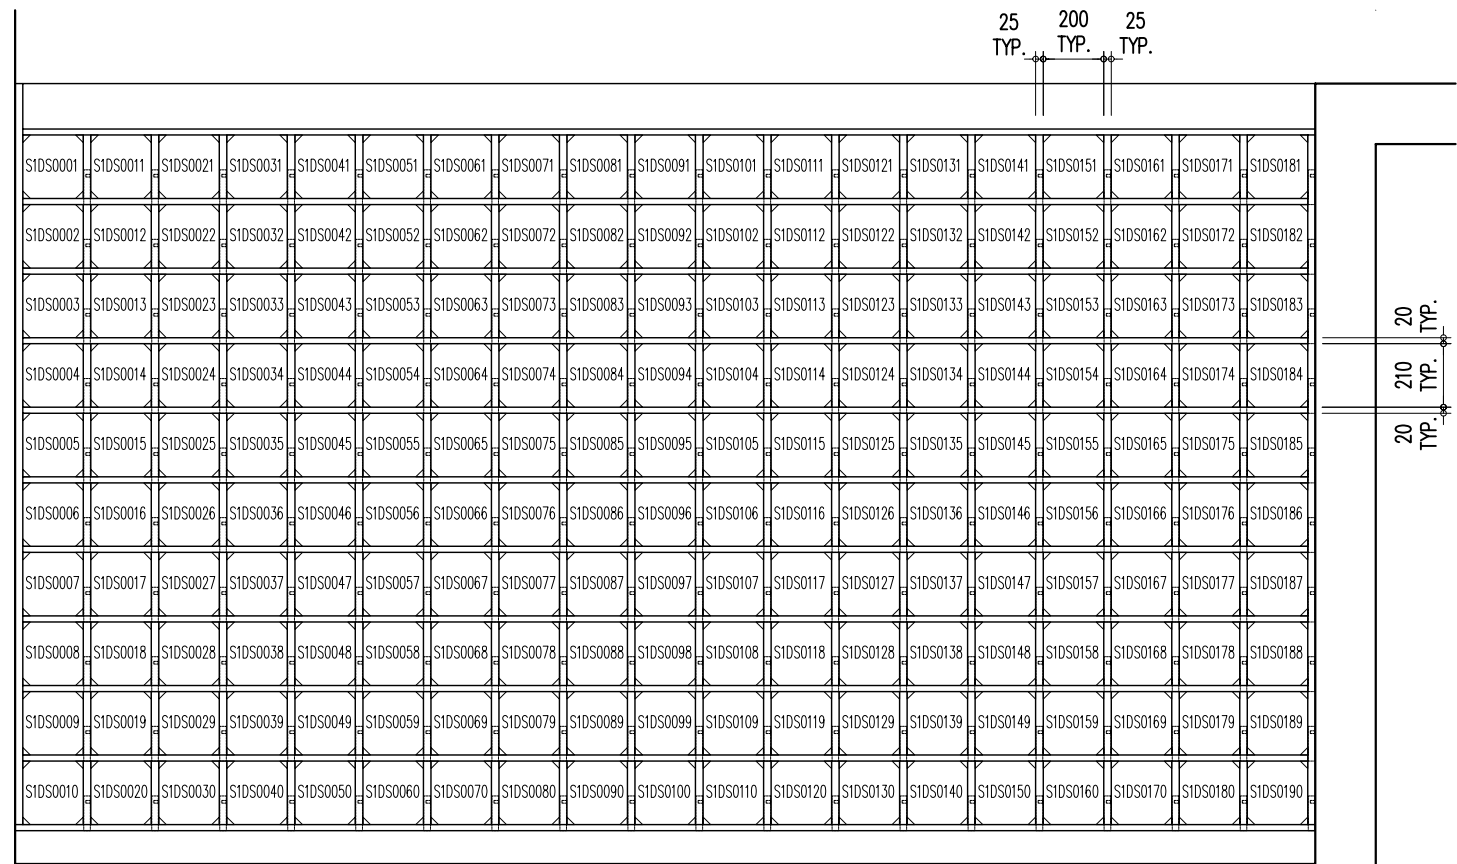 25 200 25
TYP. TYP. TYP.
S1DS0001 S1DS0011 S1DS0021 S1DS0031 S1DS0041 S1DS0051 S1DS0061 S1DS0071 S1DS0081 S1DS0091 S1DS0101 S1DS0111 S1DS0121 S1DS0131 S1DS0141 S1DS0151 S1DS0161 S1DS0171 S1DS0181
S1DS0002 S1DS0012 S1DS0022 S1DS0032 S1DS0042 S1DS0052 S1DS0062 S1DS0072 S1DS0082 S1DS0092 S1DS0102 S1DS0112 S1DS0122 S1DS0132 S1DS0142 S1DS0152 S1DS0162 S1DS0172 S1DS0182
S1DS0003 S1DS0013 S1DS0023 S1DS0033 S1DS0043 S1DS0053 S1DS0063 S1DS0073 S1DS0083 S1DS0093 S1DS0103 S1DS0113 S1DS0123 S1DS0133 S1DS0143 S1DS0153 S1DS0163 S1DS0173 S1DS0183
20 TYP.
S1DS0004 S1DS0014 S1DS0024 S1DS0034 S1DS0044 S1DS0054 S1DS0064 S1DS0074 S1DS0084 S1DS0094 S1DS0104 S1DS0114 S1DS0124 S1DS0134 S1DS0144 S1DS0154 S1DS0164 S1DS0174 S1DS0184
210 TYP.
S1DS0005 S1DS0015 S1DS0025 S1DS0035 S1DS0045 S1DS0055 S1DS0065 S1DS0075 S1DS0085 S1DS0095 S1DS0105 S1DS0115 S1DS0125 S1DS0135 S1DS0145 S1DS0155 S1DS0165 S1DS0175 S1DS0185
20 TYP.
S1DS0006 S1DS0016 S1DS0026 S1DS0036 S1DS0046 S1DS0056 S1DS0066 S1DS0076 S1DS0086 S1DS0096 S1DS0106 S1DS0116 S1DS0126 S1DS0136 S1DS0146 S1DS0156 S1DS0166 S1DS0176 S1DS0186
S1DS0007 S1DS0017 S1DS0027 S1DS0037 S1DS0047 S1DS0057 S1DS0067 S1DS0077 S1DS0087 S1DS0097 S1DS0107 S1DS0117 S1DS0127 S1DS0137 S1DS0147 S1DS0157 S1DS0167 S1DS0177 S1DS0187
S1DS0008 S1DS0018 S1DS0028 S1DS0038 S1DS0048 S1DS0058 S1DS0068 S1DS0078 S1DS0088 S1DS0098 S1DS0108 S1DS0118 S1DS0128 S1DS0138 S1DS0148 S1DS0158 S1DS0168 S1DS0178 S1DS0188
S1DS0009 S1DS0019 S1DS0029 S1DS0039 S1DS0049 S1DS0059 S1DS0069 S1DS0079 S1DS0089 S1DS0099 S1DS0109 S1DS0119 S1DS0129 S1DS0139 S1DS0149 S1DS0159 S1DS0169 S1DS0179 S1DS0189
S1DS0010 S1DS0020 S1DS0030 S1DS0040 S1DS0050 S1DS0060 S1DS0070 S1DS0080 S1DS0090 S1DS0100 S1DS0110 S1DS0120 S1DS0130 S1DS0140 S1DS0150 S1DS0160 S1DS0170 S1DS0180 S1DS0190